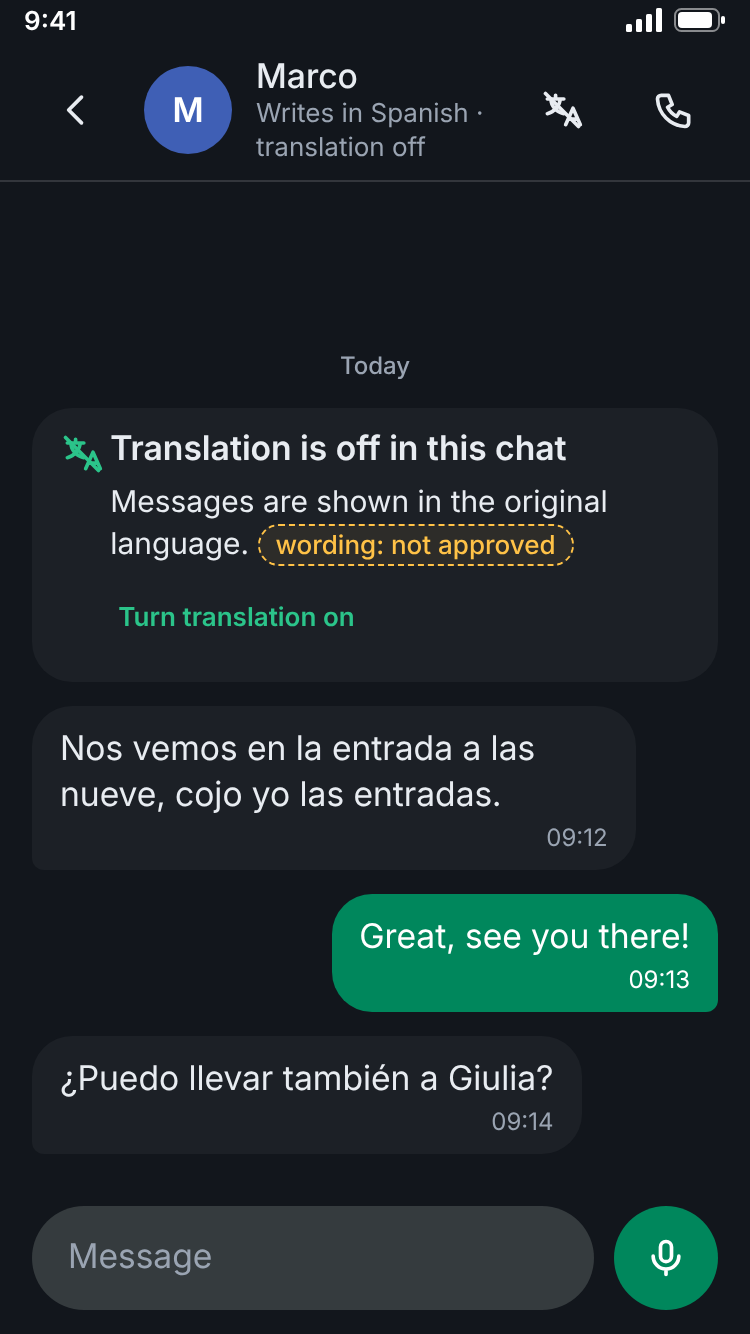 9:41
M
Marco
Writes in Spanish ·
translation off
Today
Translation is off in this chat
Messages are shown in the original
language. wording: not approved
Turn translation on
Nos vemos en la entrada a las
nueve, cojo yo las entradas.
09:12
Great, see you there!
09:13
¿Puedo llevar también a Giulia?
09:14
Message